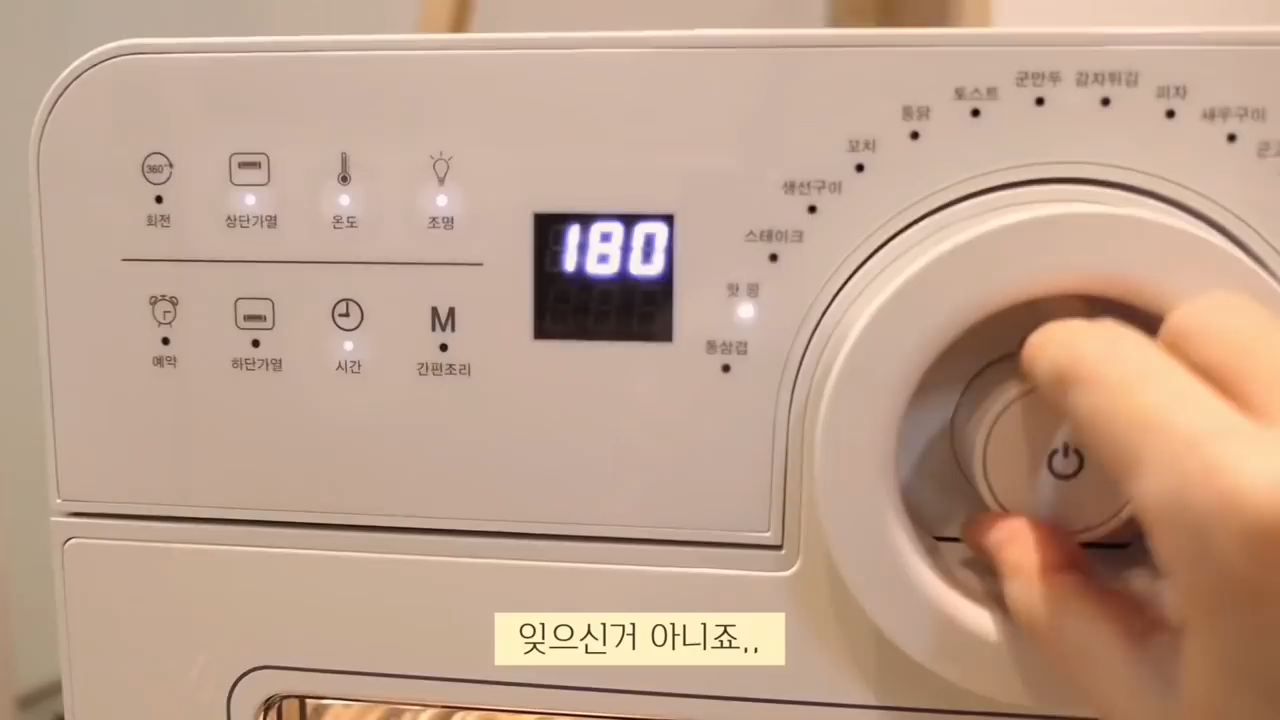 360°
회전
상단가열
온도
조명
예약
하단가열
시간
M
간편조리
180
통삼겹
핫 윙
스테이크
생선구이
꼬치
통닭
토스트
군만두
감자튀김
피자
새우구이
잊으신거 아니죠,,